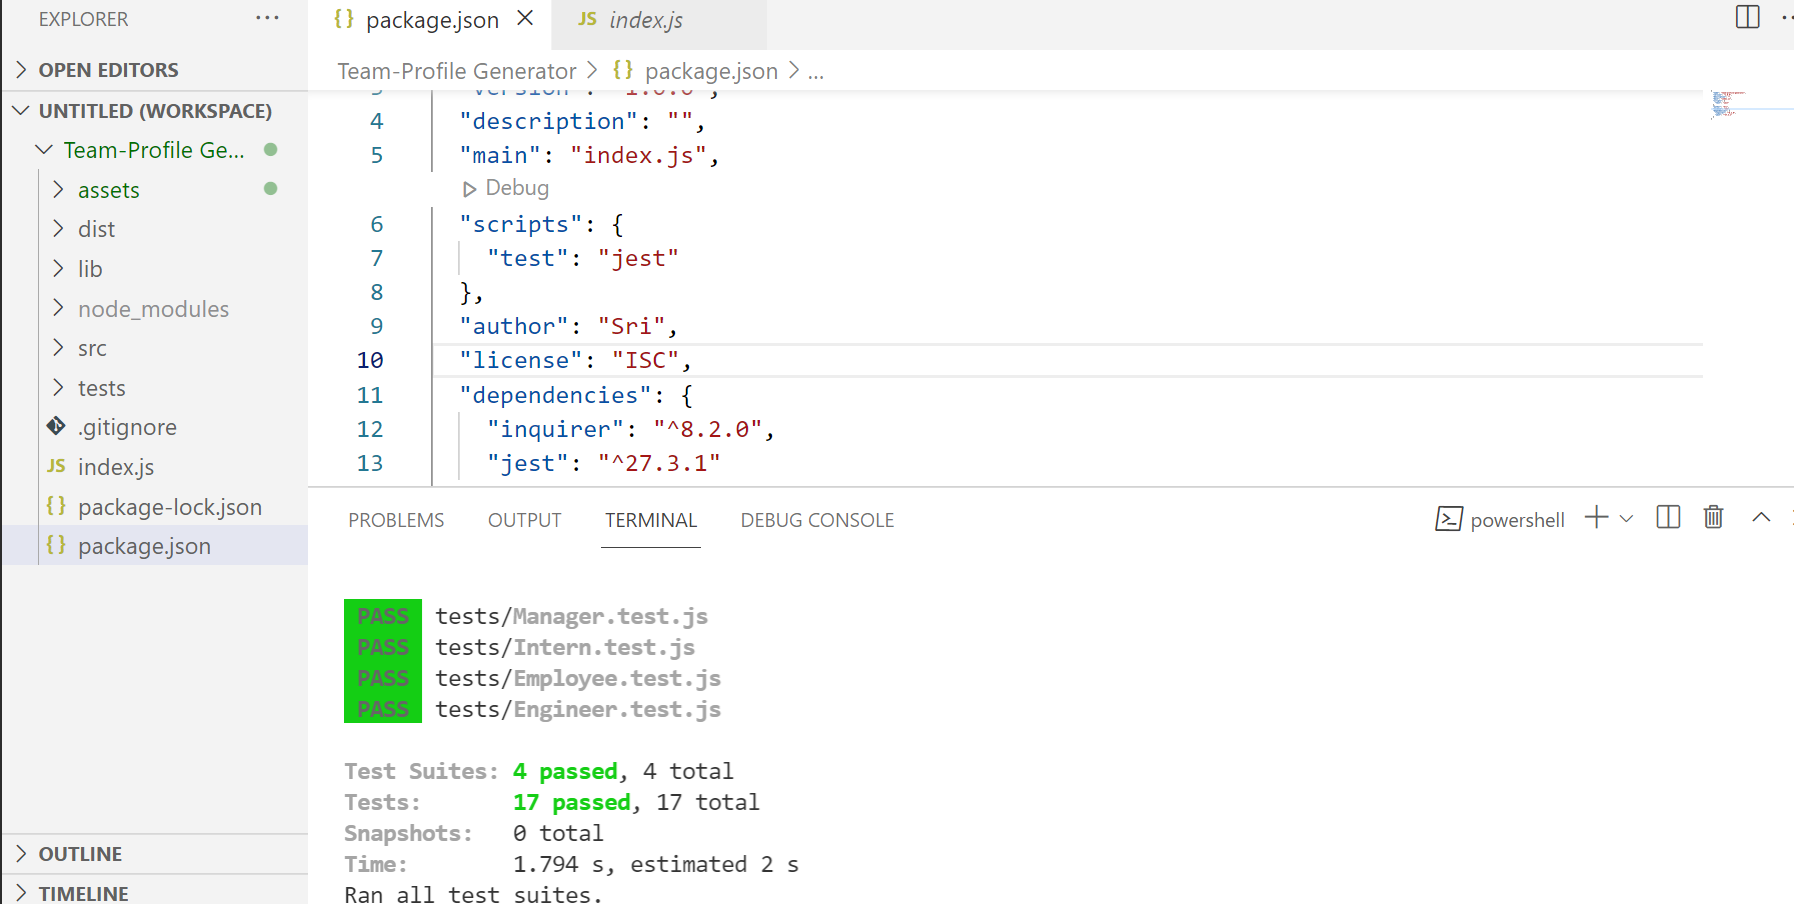 EXPLORER ...
OPEN EDITORS
UNTITLED (WORKSPACE)
Team-Profile Ge...
assets
dist
lib
node_modules
src
tests
.gitignore
JS index.js
{} package-lock.json
{} package.json
OUTLINE
TIMELINE
{} package.json
JS index.js
Team-Profile Generator > {} package.json > ...
3 "version": "1.0.0",
4 "description": "",
5 "main": "index.js",
Debug
6 "scripts": {
7 "test": "jest"
8 },
9 "author": "Sri",
10 "license": "ISC",
11 "dependencies": {
12 "inquirer": "^8.2.0",
13 "jest": "^27.3.1"
PROBLEMS OUTPUT TERMINAL DEBUG CONSOLE
powershell
PASS tests/Manager.test.js
PASS tests/Intern.test.js
PASS tests/Employee.test.js
PASS tests/Engineer.test.js
Test Suites: 4 passed, 4 total
Tests: 17 passed, 17 total
Snapshots: 0 total
Time: 1.794 s, estimated 2 s
Ran all test suites.